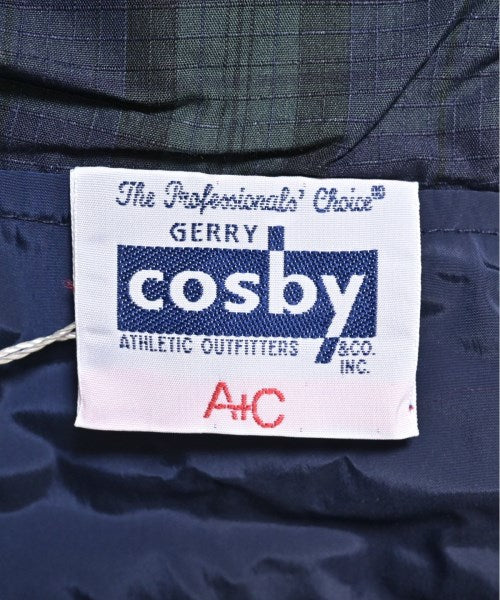 The Professionals' Choice
GERRY
cosby
ATHLETIC OUTFITTERS &CO.
INC.
A+C